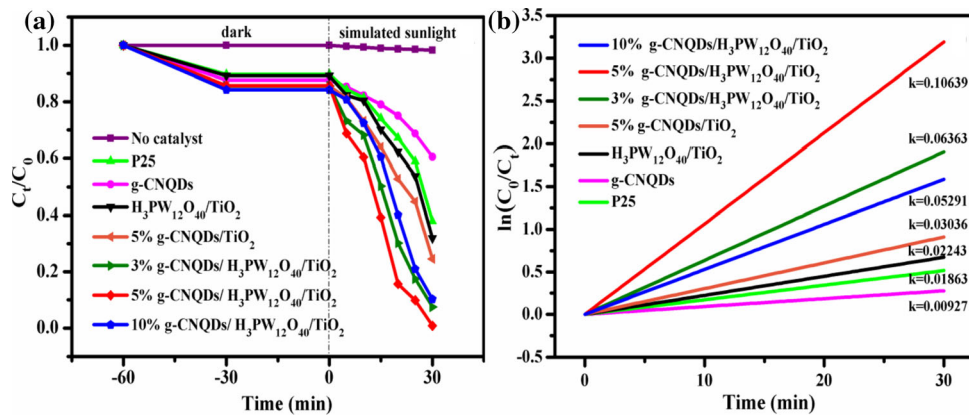 (a)
dark
simulated sunlight
1.0
0.8
0.6
0.4
0.2
0.0
Ct/C0
No catalyst
P25
g-CNQDs
H3PW12O40/TiO2
5% g-CNQDs/TiO2
3% g-CNQDs/ H3PW12O40/TiO2
5% g-CNQDs/ H3PW12O40/TiO2
10% g-CNQDs/ H3PW12O40/TiO2
-60
-30
0
30
Time (min)
(b)
3.5
3.0
2.5
2.0
1.5
1.0
0.5
0.0
-0.5
ln(C0/Ct)
10% g-CNQDs/H3PW12O40/TiO2
5% g-CNQDs/H3PW12O40/TiO2
3% g-CNQDs/H3PW12O40/TiO2
5% g-CNQDs/TiO2
H3PW12O40/TiO2
g-CNQDs
P25
k=0.10639
k=0.06363
k=0.05291
k=0.03036
k=0.02243
k=0.01863
k=0.00927
0
10
20
30
Time (min)